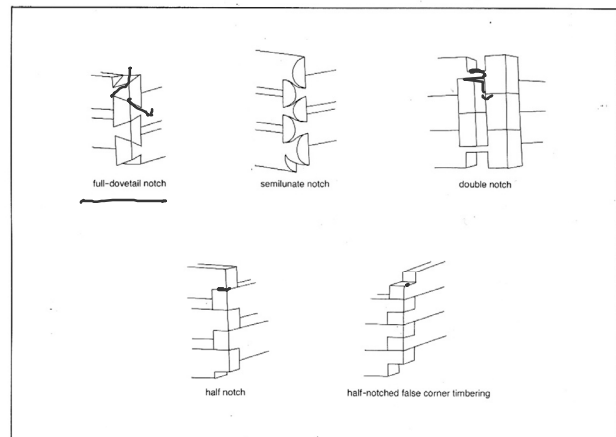 full-dovetail notch
semilunate notch
double notch
half notch
half-notched false corner timbering